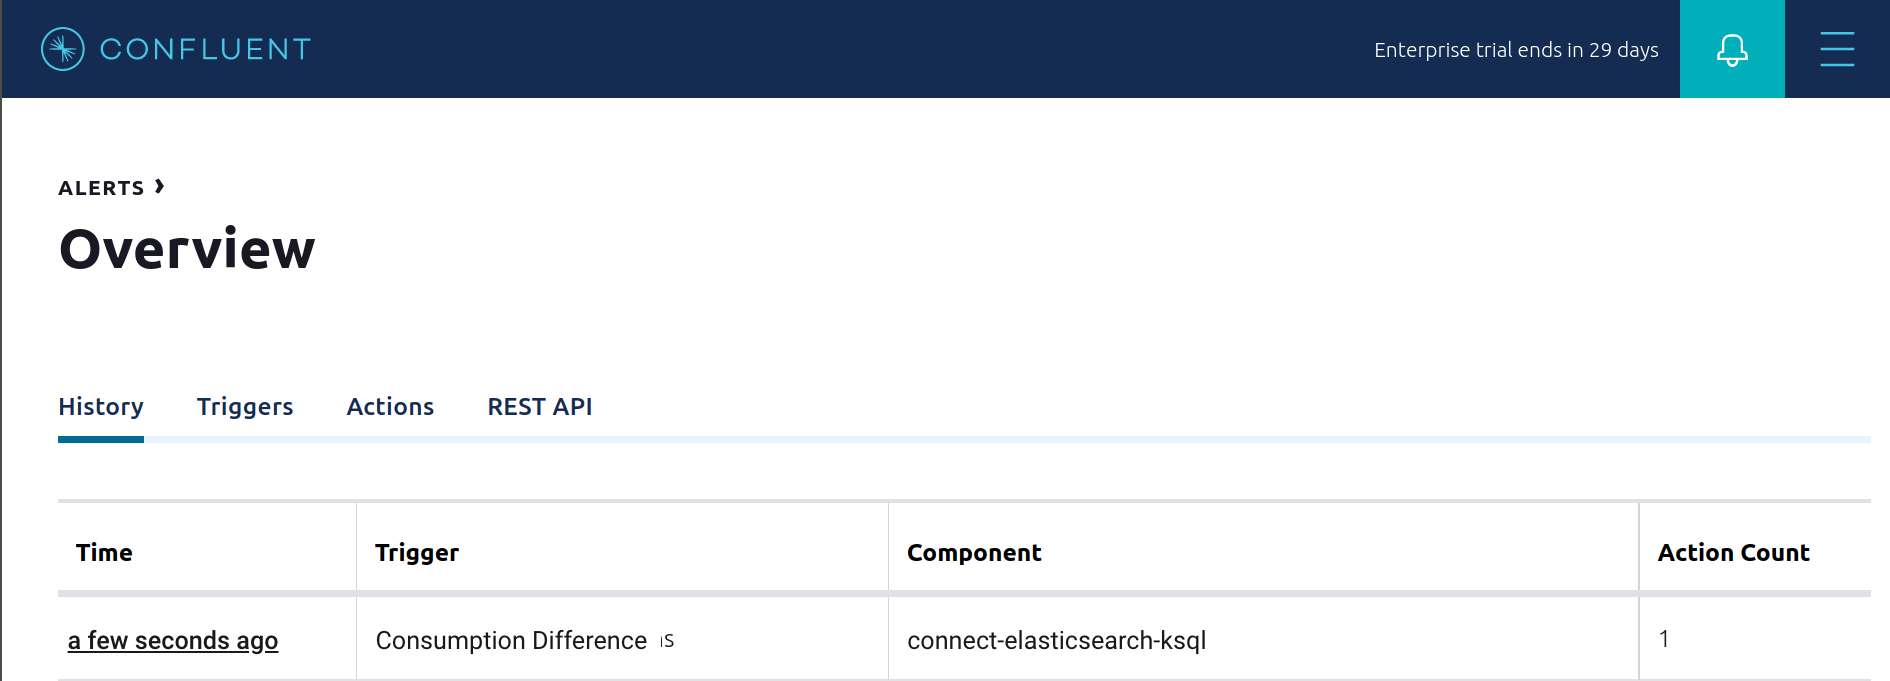 CONFLUENT
Enterprise trial ends in 29 days
ALERTS ›
Overview
History Triggers Actions REST API
Time Trigger Component Action Count
a few seconds ago Consumption Difference connect-elasticsearch-ksql 1